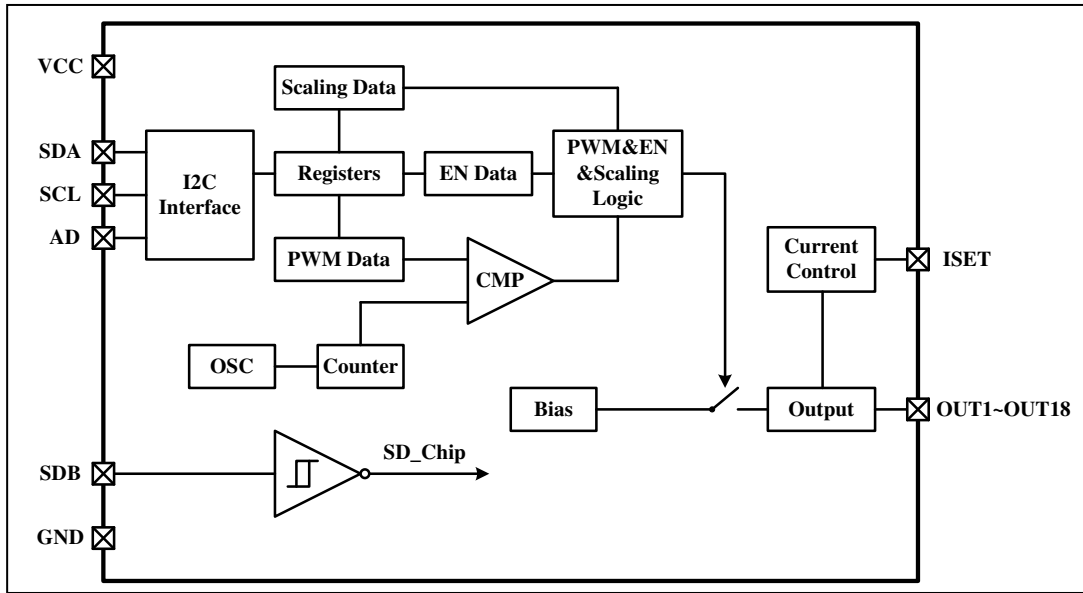 VCC
Scaling Data
SDA
SCL
AD
I2C
Interface
Registers
EN Data
PWM&EN
&Scaling
Logic
PWM Data
CMP
Current
Control
ISET
OSC
Counter
Bias
Output
OUT1~OUT18
SDB
SD_Chip
GND